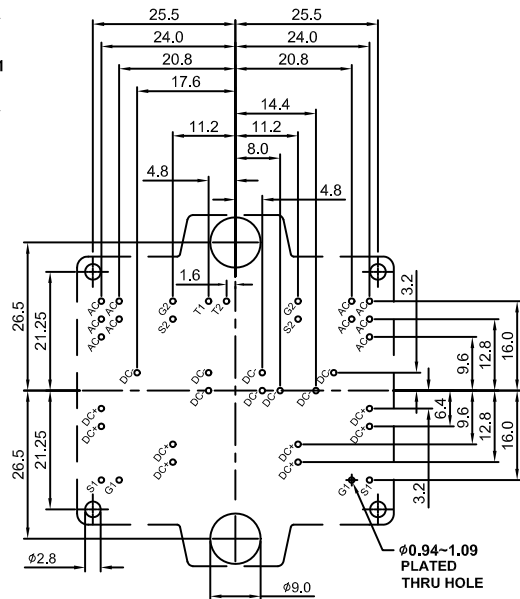 25.5 25.5
24.0 24.0
20.8 20.8
17.6
14.4
11.2 11.2
8.0
4.8
4.8
1.6
3.2
26.5
21.25
AC AC G2 T1 T2 G2 AC AC
AC AC S2 S2 AC AC
AC AC
9.6
12.8
16.0
DC- DC- DC- DC-
DC- DC- DC- DC-
DC+ DC+
DC+ DC+
DC+ DC+
DC+ DC+
S1 G1 G1 S1
26.5
21.25
6.4
9.6
12.8
16.0
3.2
ø2.8
ø9.0
ø0.94~1.09
PLATED
THRU HOLE